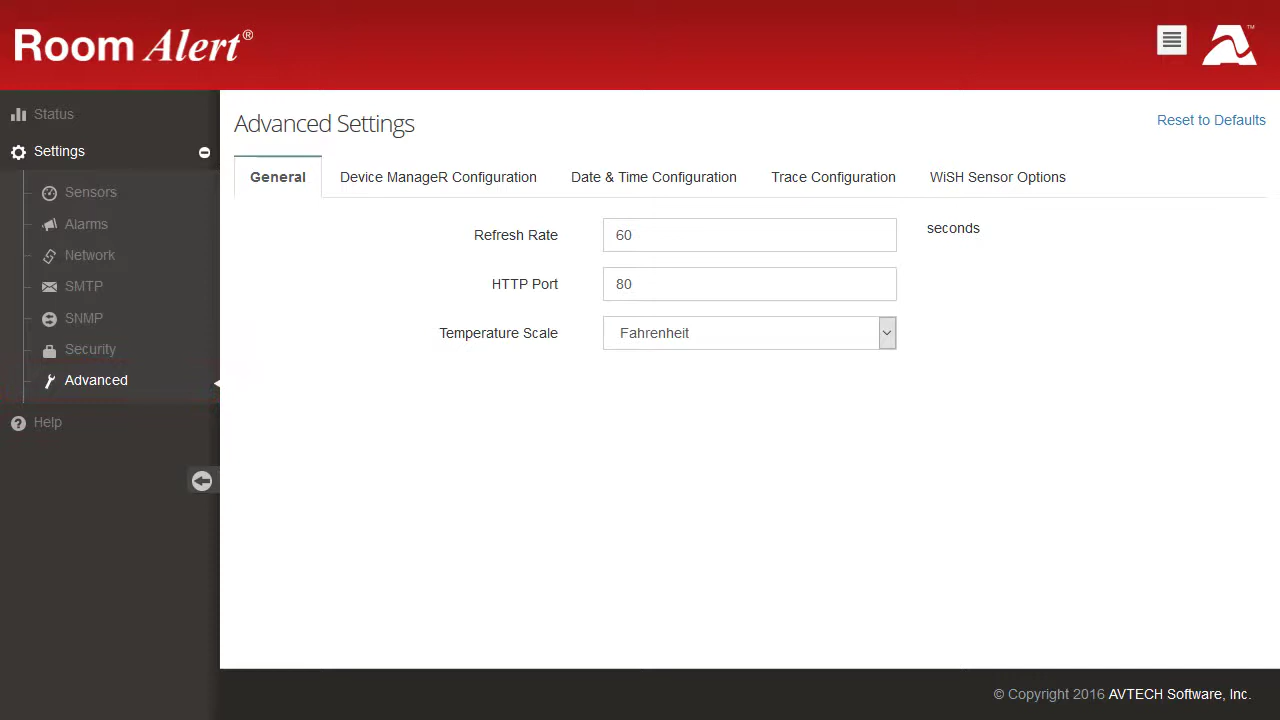 Room Alert®
Status
Settings
Sensors
Alarms
Network
SMTP
SNMP
Security
Advanced
Help
Advanced Settings
Reset to Defaults
General
Device ManageR Configuration
Date & Time Configuration
Trace Configuration
WiSH Sensor Options
Refresh Rate
60
seconds
HTTP Port
80
Temperature Scale
Fahrenheit
© Copyright 2016 AVTECH Software, Inc.